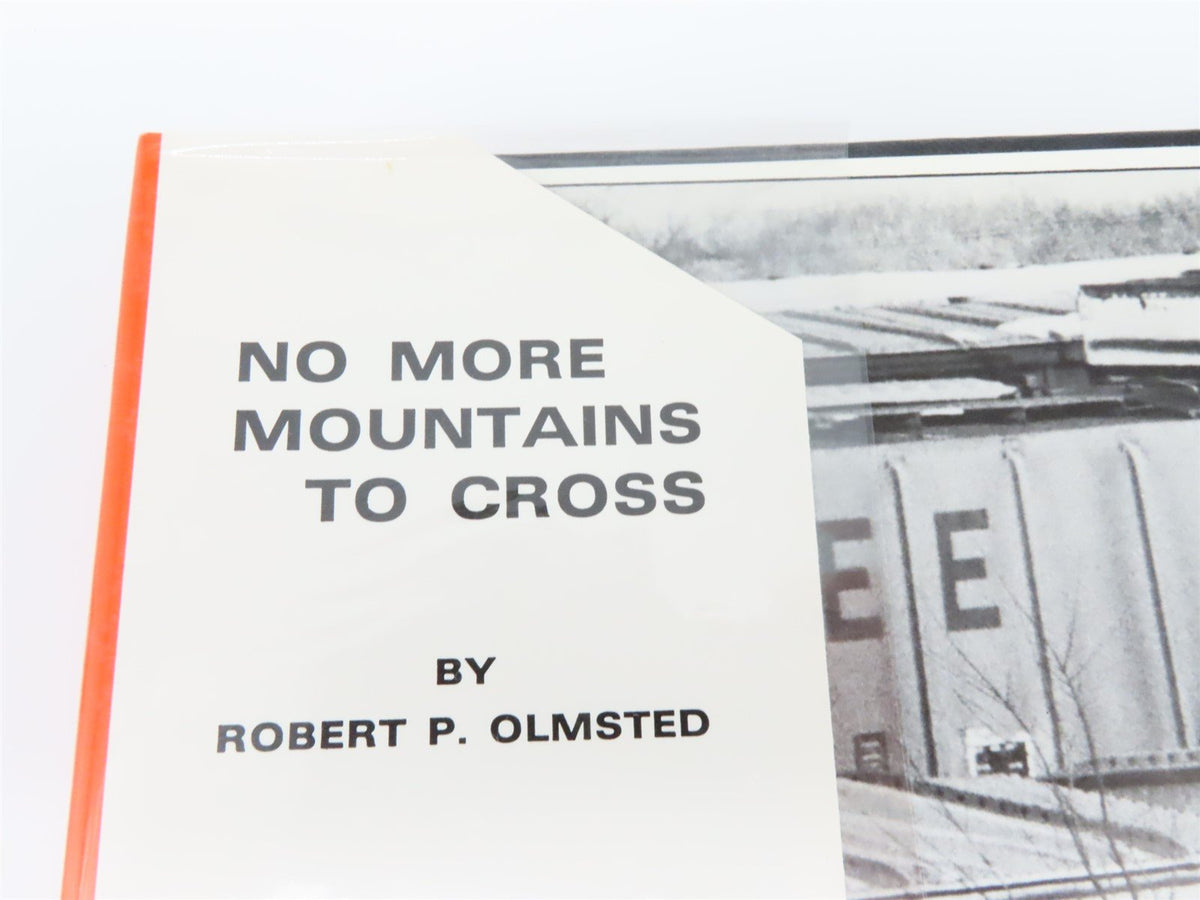 NO MORE
MOUNTAINS
TO CROSS
BY
ROBERT P. OLMSTED
EE